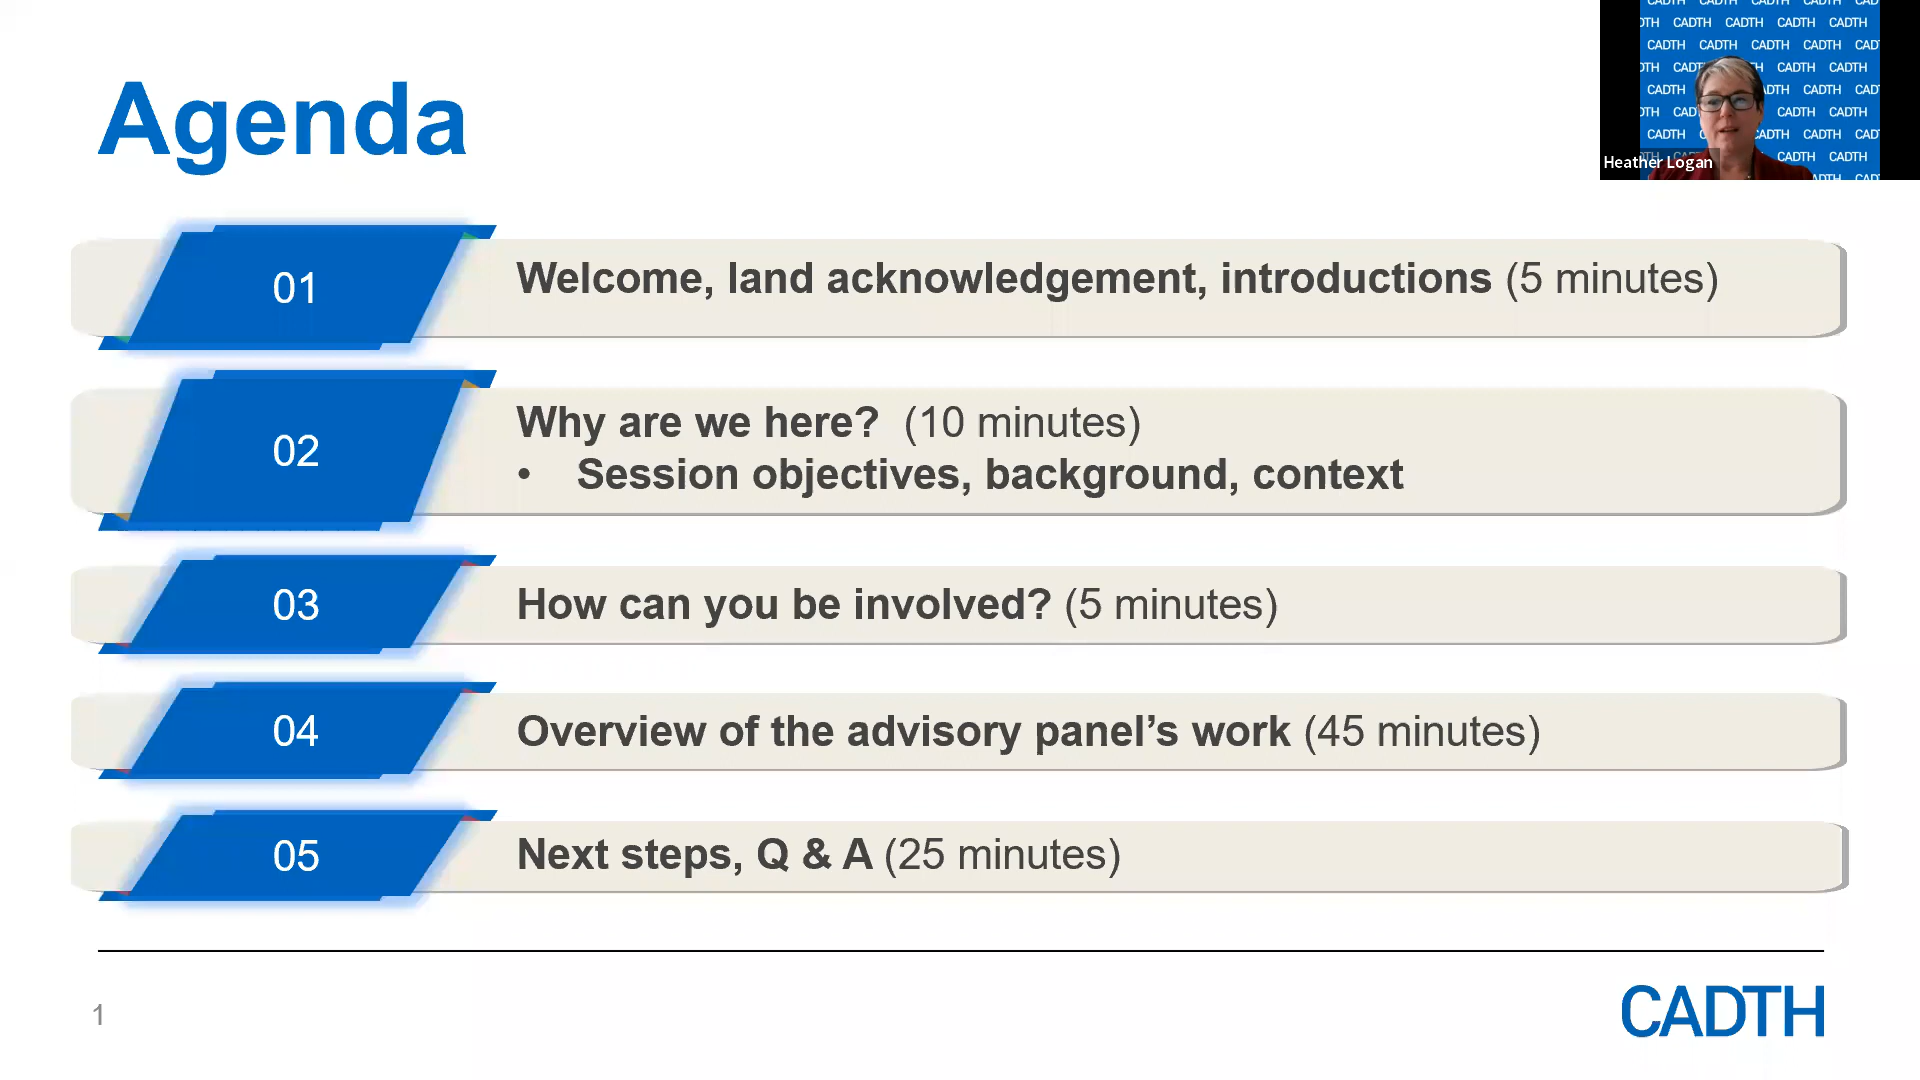 Agenda
Heather Logan
01
Welcome, land acknowledgement, introductions (5 minutes)
02
Why are we here? (10 minutes)
• Session objectives, background, context
03
How can you be involved? (5 minutes)
04
Overview of the advisory panel’s work (45 minutes)
05
Next steps, Q & A (25 minutes)
1
CADTH